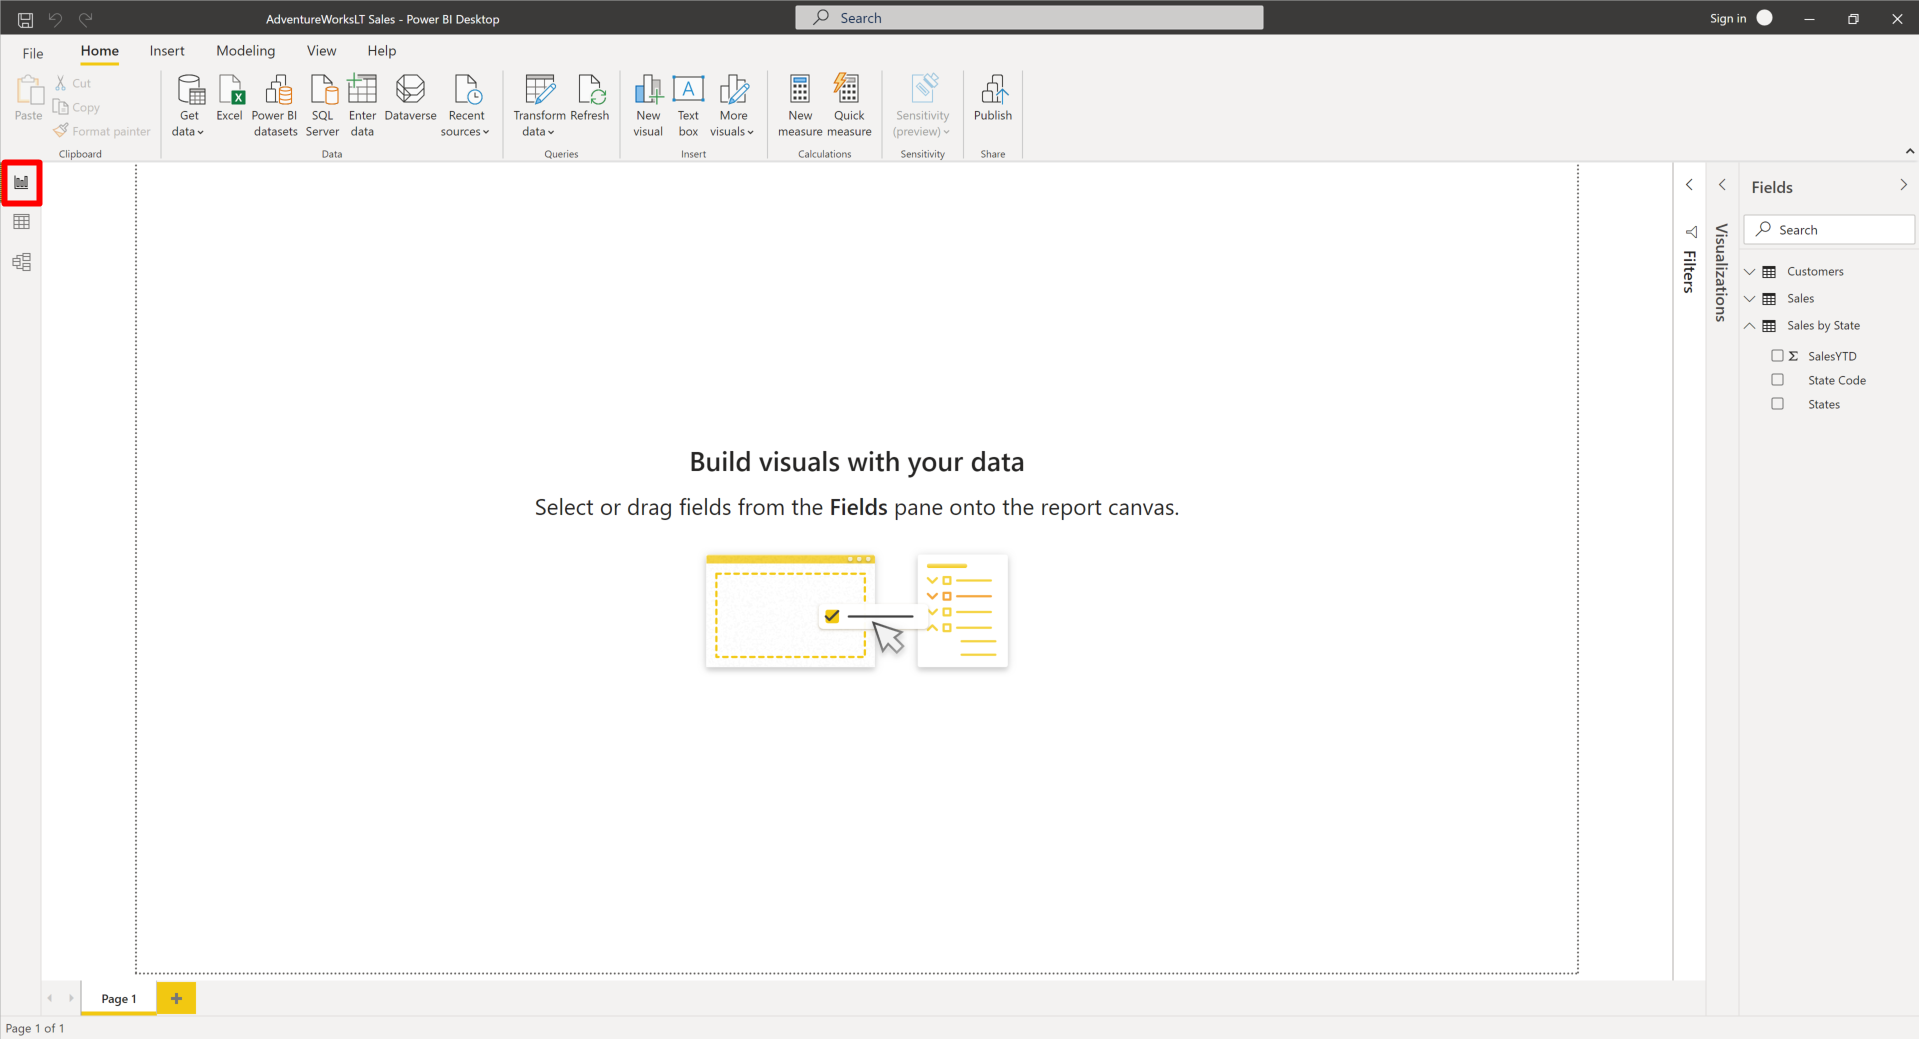 AdventureWorksLT Sales - Power BI Desktop
Search
Sign in
File
Home
Insert
Modeling
View
Help
Paste
Cut
Copy
Format painter
Clipboard
Get
data
Excel
Power BI
datasets
SQL
Server
Enter
data
Dataverse
Recent
sources
Data
Transform
data
Refresh
Queries
New
visual
A
Text
box
More
visuals
Insert
New
measure
Quick
measure
Calculations
Sensitivity
(preview)
Sensitivity
Publish
Share
Build visuals with your data
Select or drag fields from the Fields pane onto the report canvas.
Filters
Visualizations
Fields
Search
Customers
Sales
Sales by State
Σ SalesYTD
State Code
States
Page 1
+
Page 1 of 1